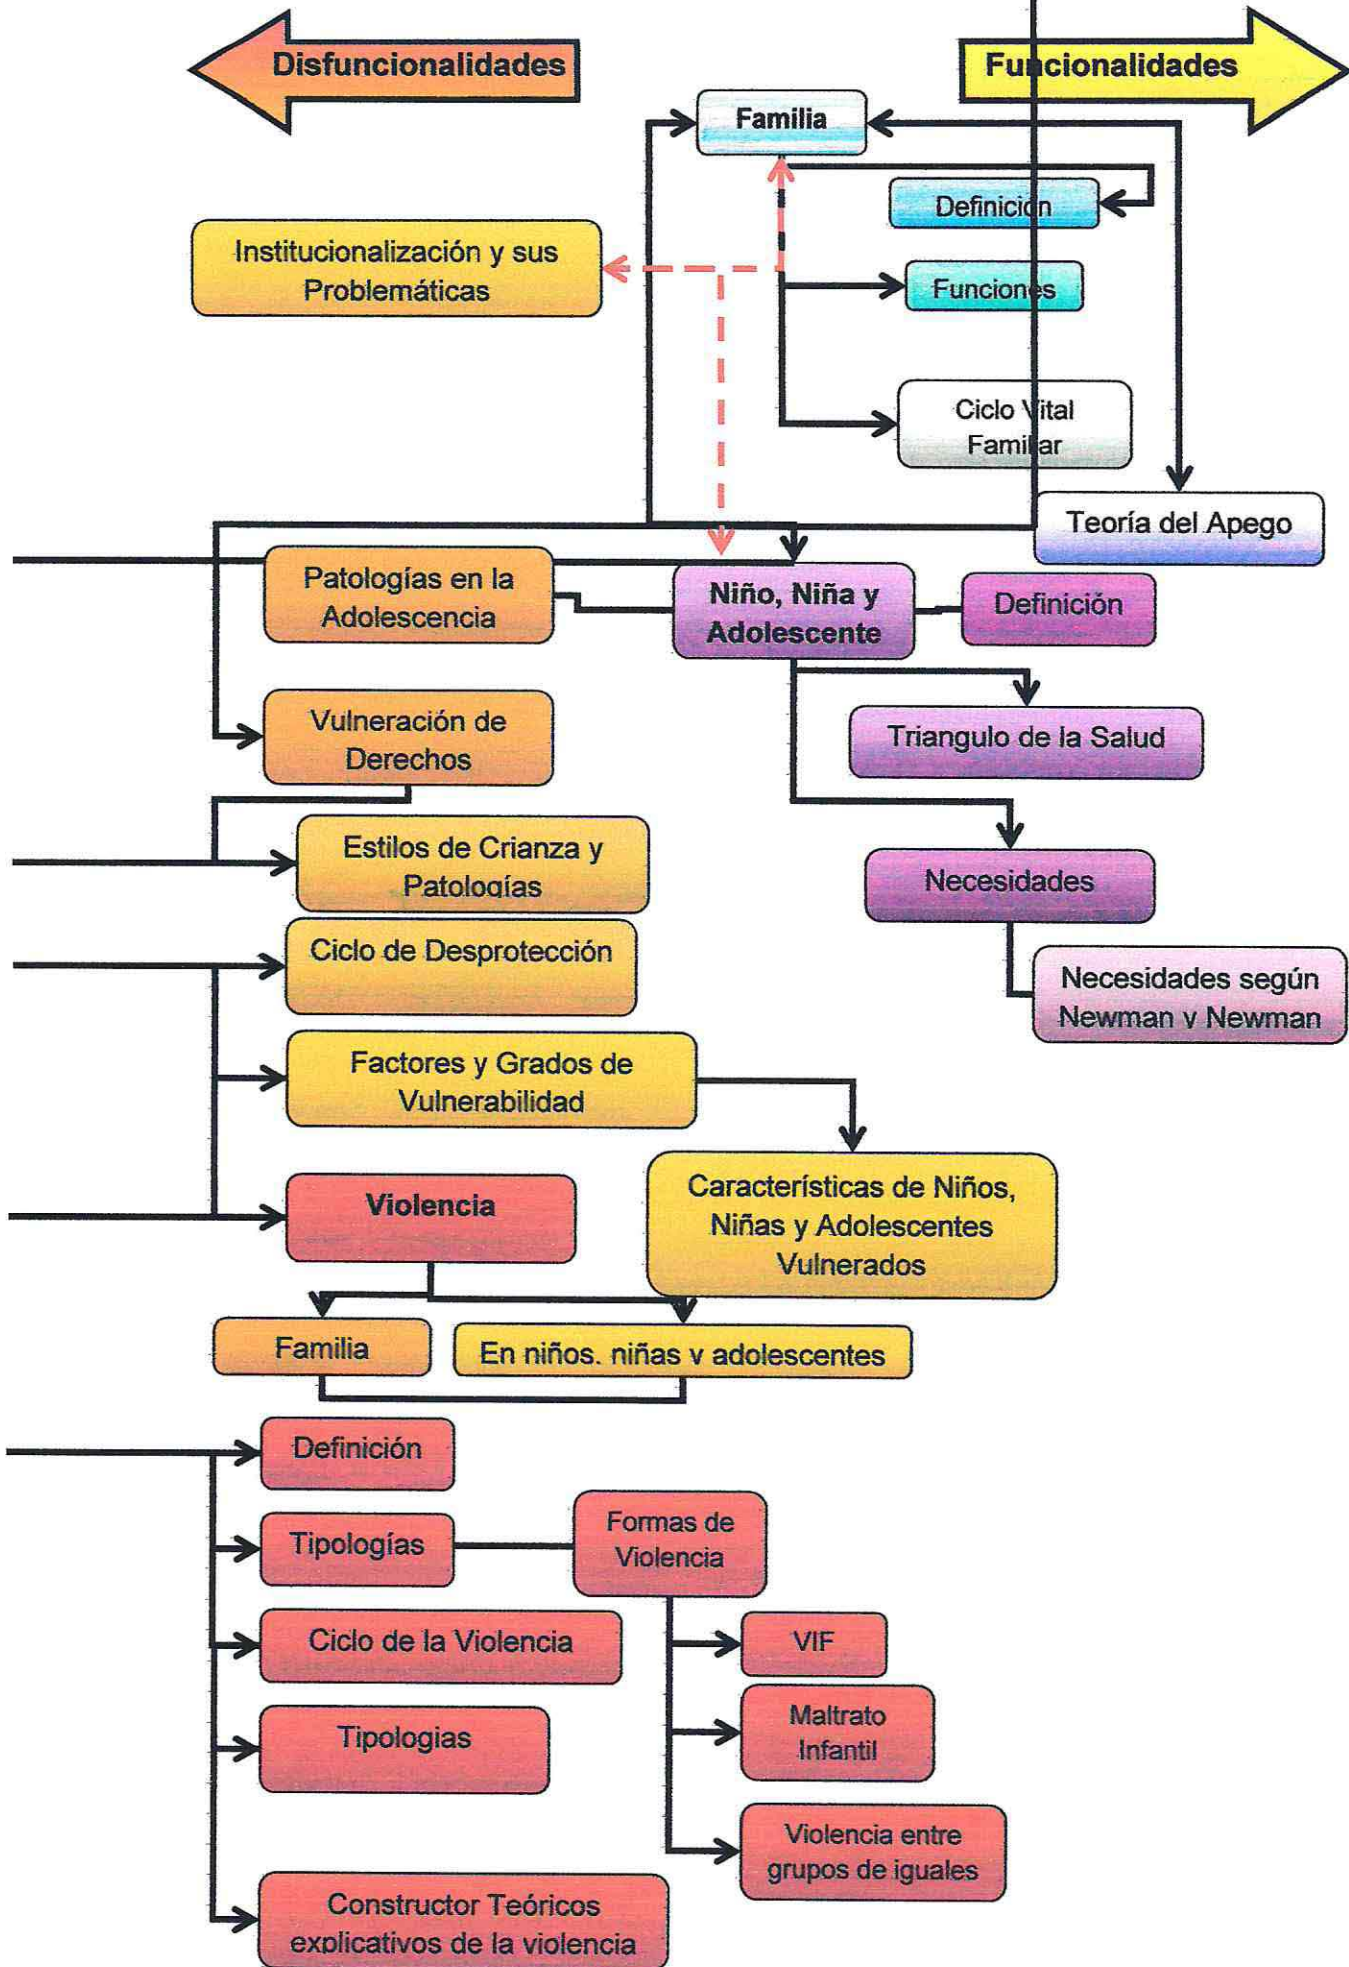 Disfuncionalidades
Funcionalidades
Familia
Definición
Institucionalización y sus
Problemáticas
Funciones
Ciclo Vital
Familiar
Teoría del Apego
Patologías en la
Adolescencia
Niño, Niña y
Adolescente
Definición
Vulneración de
Derechos
Triangulo de la Salud
Estilos de Crianza y
Patologías
Necesidades
Ciclo de Desprotección
Necesidades según
Newman y Newman
Factores y Grados de
Vulnerabilidad
Violencia
Características de Niños,
Niñas y Adolescentes
Vulnerados
Familia
En niños, niñas y adolescentes
Definición
Tipologías
Formas de
Violencia
Ciclo de la Violencia
VIF
Tipologias
Maltrato
Infantil
Violencia entre
grupos de iguales
Constructor Teóricos
explicativos de la violencia